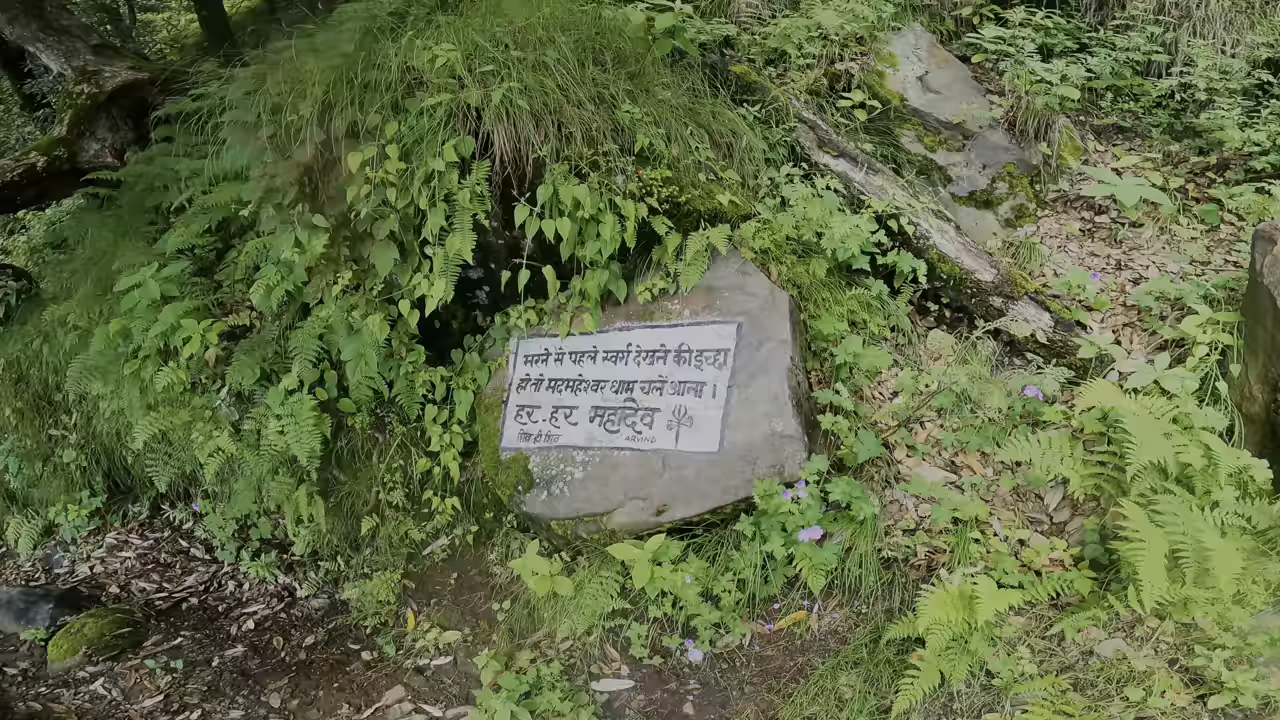 मरने से पहले स्वर्ग देखने की इच्छा
हो तो मदमहेश्वर धाम चलें आना।
हर-हर महादेव
शिव ही शिव ARVIND